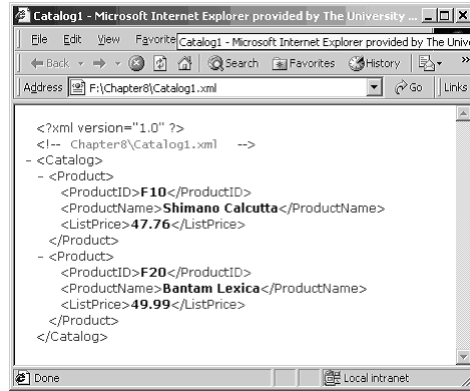 Catalog1 - Microsoft Internet Explorer provided by The University ...
File Edit View Favorite
Catalog1 - Microsoft Internet Explorer provided by The Unive
Back Search Favorites History »
Address F:\Chapter8\Catalog1.xml Go Links
<?xml version="1.0" ?>
<!-- Chapter8\Catalog1.xml -->
- <Catalog>
- <Product>
<ProductID>F10</ProductID>
<ProductName>Shimano Calcutta</ProductName>
<ListPrice>47.76</ListPrice>
</Product>
- <Product>
<ProductID>F20</ProductID>
<ProductName>Bantam Lexica</ProductName>
<ListPrice>49.99</ListPrice>
</Product>
</Catalog>
Done Local intranet